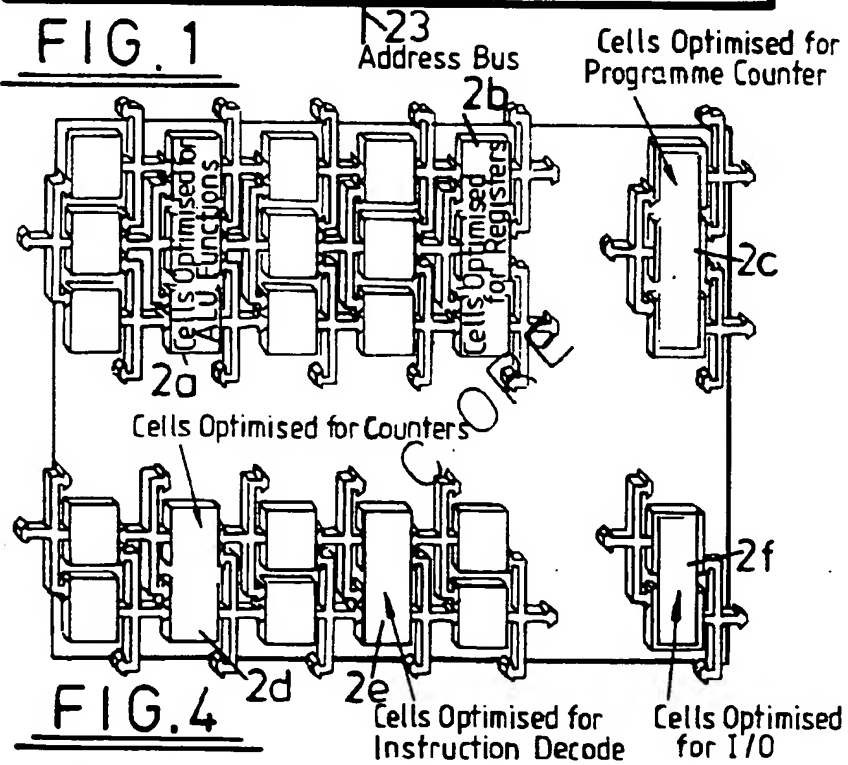 FIG.1
23
Address Bus
Cells Optimised for
Programme Counter
2b
Cells Optimised for
ALU Functions
Cells Optimised
for Registers
2c
2a
CORE
Cells Optimised for Counters
2f
2d
2e
FIG.4
Cells Optimised for
Instruction Decode
Cells Optimised
for I/O